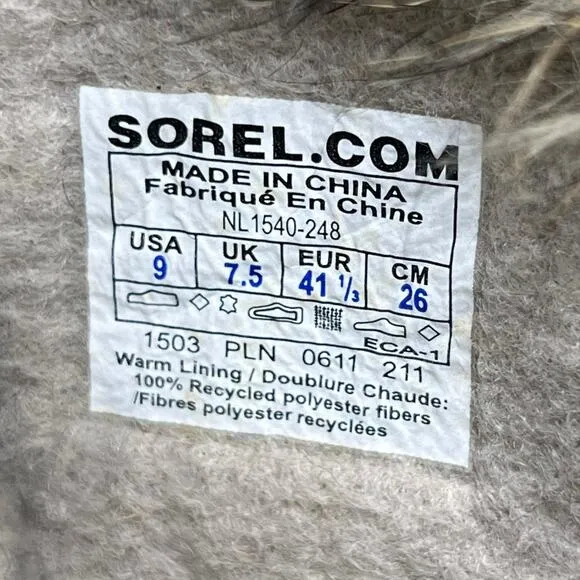 SOREL.COM
MADE IN CHINA
Fabriqué En Chine
NL1540-248
USA UK EUR CM
9 7.5 41 1/3 26
ECA-1
1503 PLN 0611 211
Warm Lining / Doublure Chaude:
100% Recycled polyester fibers
/Fibres polyester recyclées